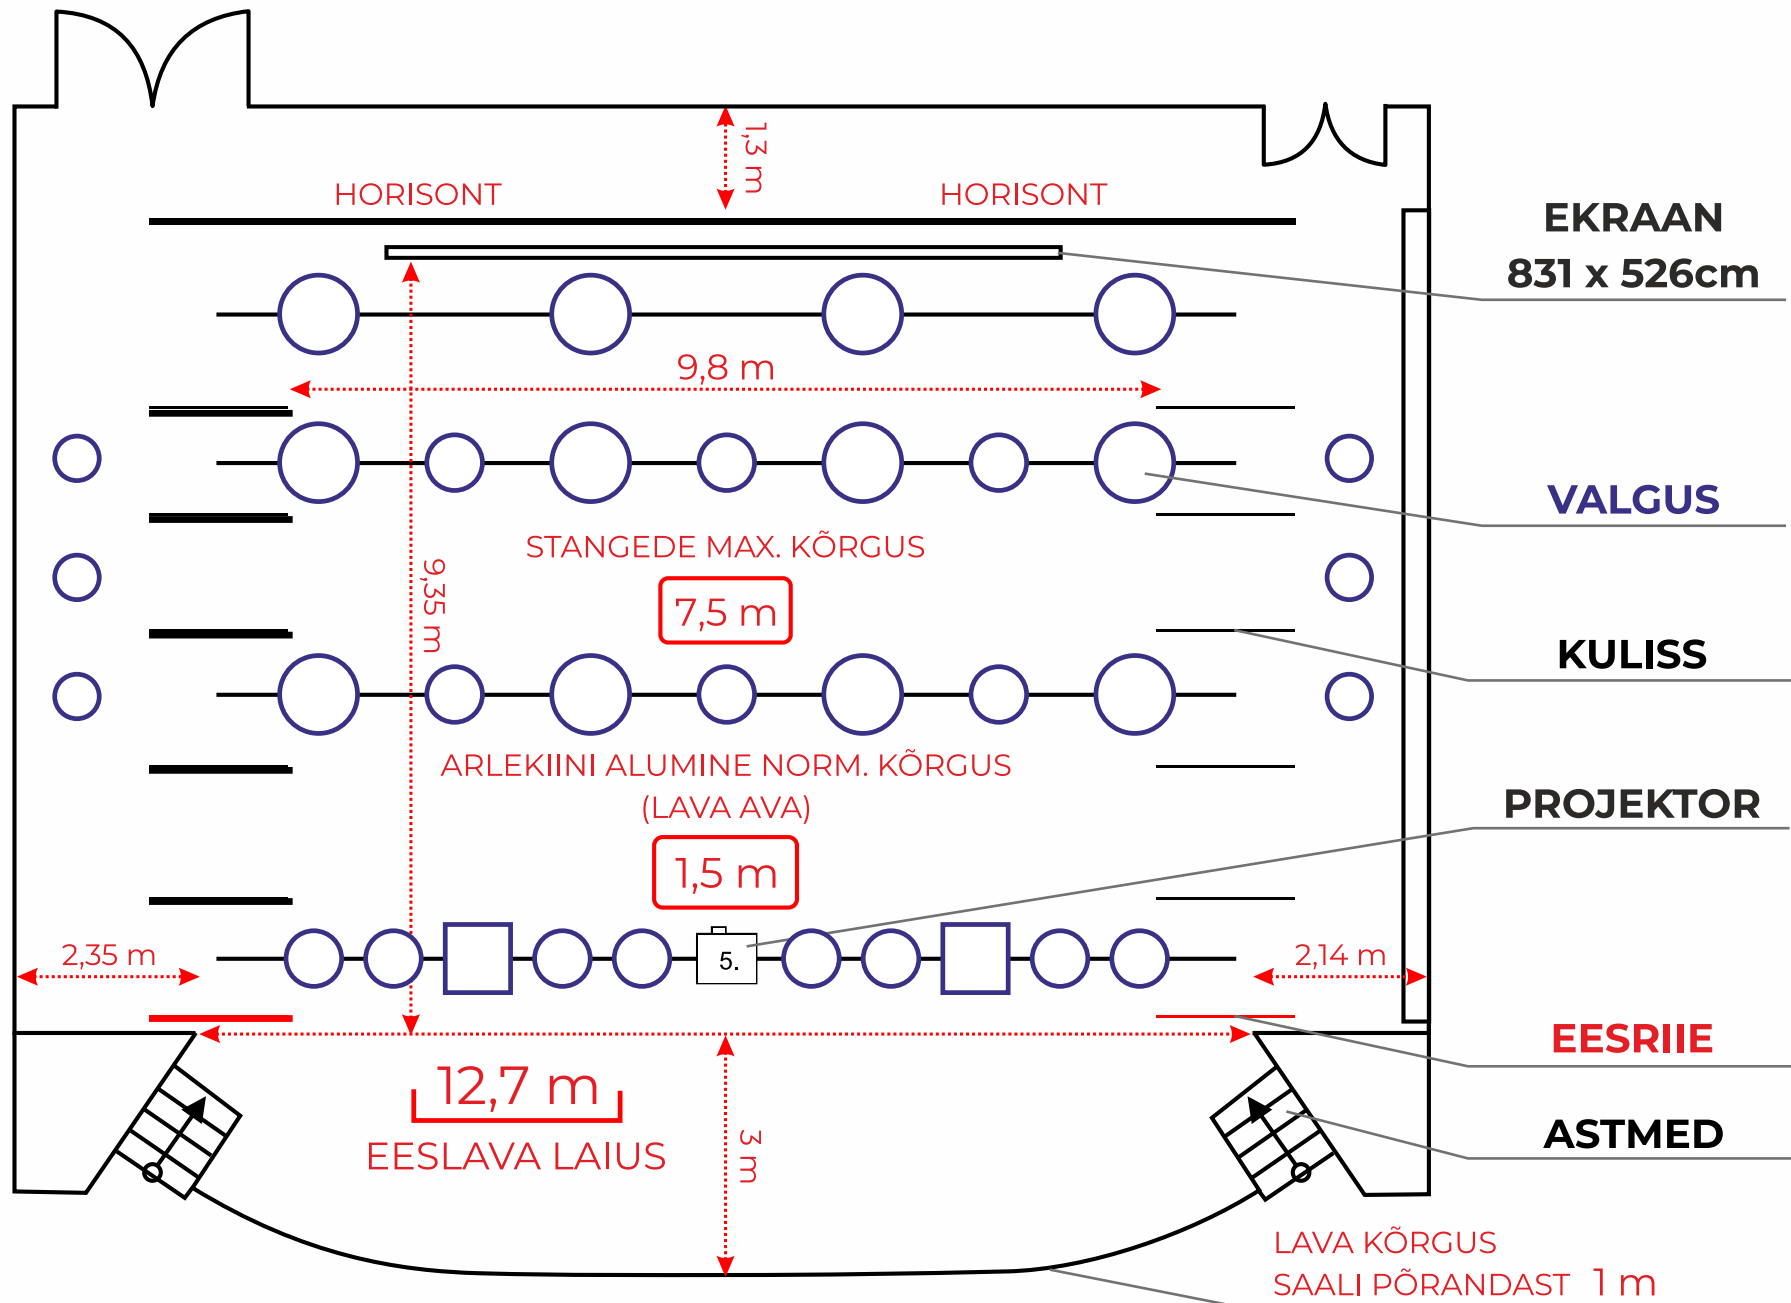 1,3 m
HORISONT
HORISONT
EKRAAN
831 x 526cm
9,8 m
VALGUS
STANGEDE MAX. KÕRGUS
7,5 m
9,35 m
KULISS
ARLEKIINI ALUMINE NORM. KÕRGUS
(LAVA AVA)
1,5 m
PROJEKTOR
2,35 m
5.
2,14 m
EESRIIE
12,7 m
EESLAVA LAIUS
3 m
ASTMED
LAVA KÕRGUS
SAALI PÕRANDAST 1 m